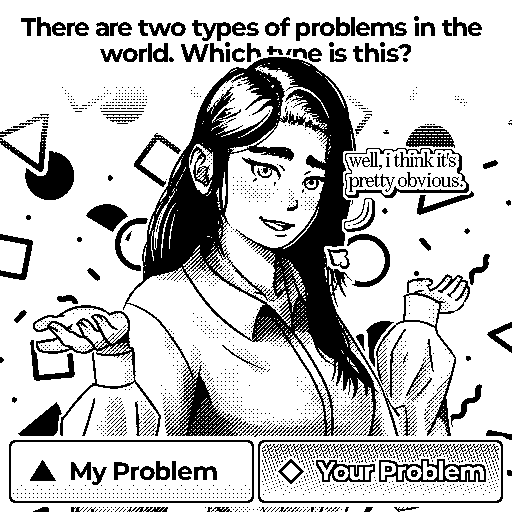 There are two types of problems in the
world. Which type is this?
well, i think it's
pretty obvious.
My Problem
Your Problem